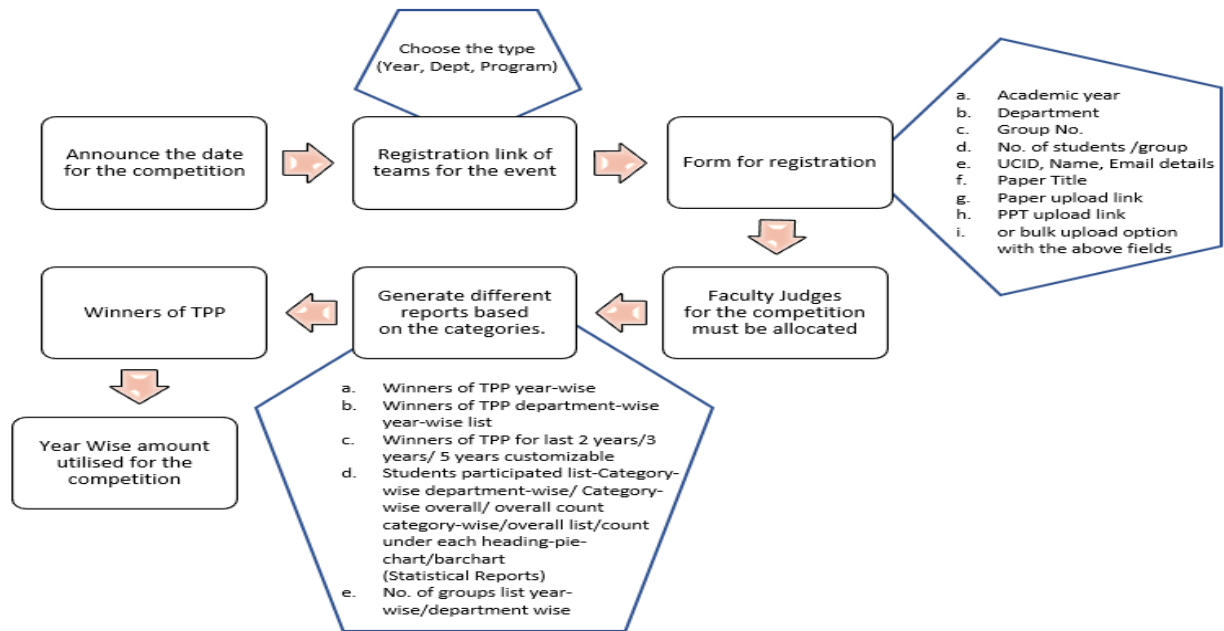 Choose the type
(Year, Dept, Program)
Announce the date
for the competition
Registration link of
teams for the event
Form for registration
a. Academic year
b. Department
c. Group No.
d. No. of students /group
e. UCID, Name, Email details
f. Paper Title
g. Paper upload link
h. PPT upload link
i. or bulk upload option
with the above fields
Faculty Judges
for the competition
must be allocated
Generate different
reports based
on the categories.
a. Winners of TPP year-wise
b. Winners of TPP department-wise
year-wise list
c. Winners of TPP for last 2 years/3
years/ 5 years customizable
d. Students participated list-Category-
wise department-wise/ Category-
wise overall/ overall count
category-wise/overall list/count
under each heading-pie-
chart/barchart
(Statistical Reports)
e. No. of groups list year-
wise/department wise
Winners of TPP
Year Wise amount
utilised for the
competition